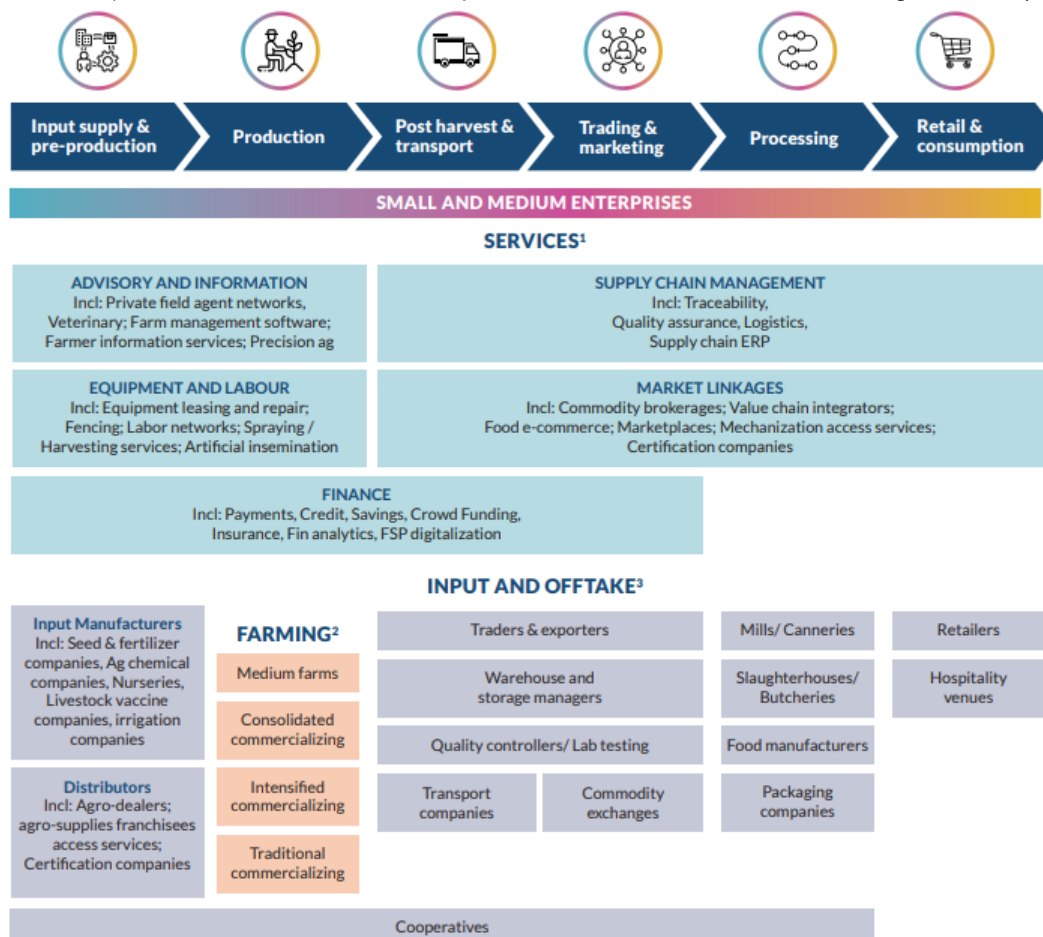 Input supply &
pre-production
Production
Post harvest &
transport
Trading &
marketing
Processing
Retail &
consumption
SMALL AND MEDIUM ENTERPRISES
SERVICES¹
ADVISORY AND INFORMATION
Incl: Private field agent networks,
Veterinary; Farm management software;
Farmer information services; Precision ag
SUPPLY CHAIN MANAGEMENT
Incl: Traceability,
Quality assurance, Logistics,
Supply chain ERP
EQUIPMENT AND LABOUR
Incl: Equipment leasing and repair;
Fencing; Labor networks; Spraying /
Harvesting services; Artificial insemination
MARKET LINKAGES
Incl: Commodity brokerages; Value chain integrators;
Food e-commerce; Marketplaces; Mechanization access services;
Certification companies
FINANCE
Incl: Payments, Credit, Savings, Crowd Funding,
Insurance, Fin analytics, FSP digitalization
INPUT AND OFFTAKE³
Input Manufacturers
Incl: Seed & fertilizer
companies, Ag chemical
companies, Nurseries,
Livestock vaccine
companies, irrigation
companies
Distributors
Incl: Agro-dealers;
agro-supplies franchisees
access services;
Certification companies
FARMING²
Medium farms
Consolidated
commercializing
Intensified
commercializing
Traditional
commercializing
Traders & exporters
Warehouse and
storage managers
Quality controllers/ Lab testing
Transport
companies
Commodity
exchanges
Mills/ Canneries
Slaughterhouses/
Butcheries
Food manufacturers
Packaging
companies
Retailers
Hospitality
venues
Cooperatives